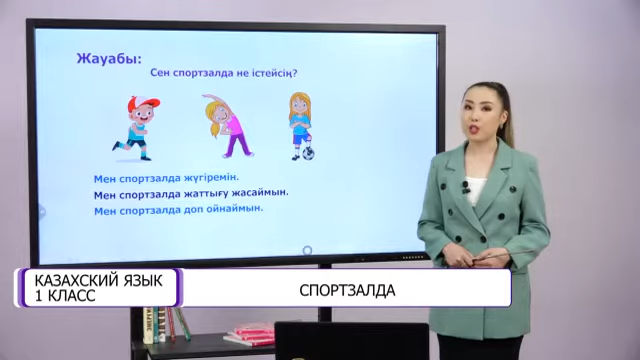 Жауабы:
Сен спортзалда не істейсің?
Мен спортзалда жүгіремін.
Мен спортзалда жаттығу жасаймын.
Мен спортзалда доп ойнаймын.
КАЗАХСКИЙ ЯЗЫК
1 КЛАСС
СПОРТЗАЛДА